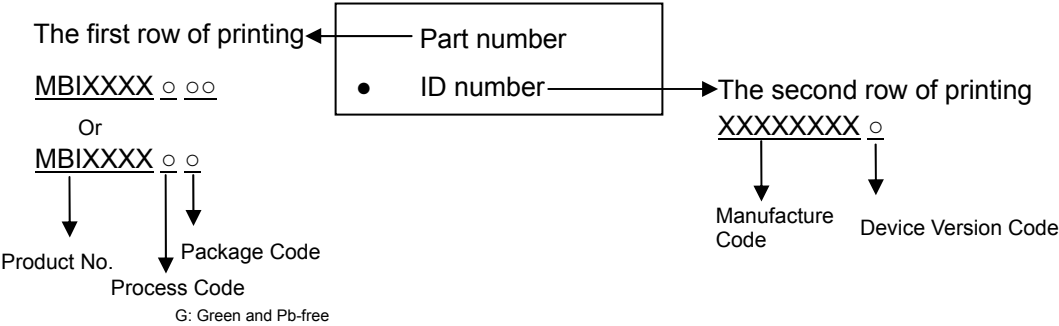 The first row of printing
Part number
● ID number
MBIXXXX ○ ○○
Or
MBIXXXX ○ ○
The second row of printing
XXXXXXXX ○
Product No.
Process Code
G: Green and Pb-free
Package Code
Manufacture
Code
Device Version Code